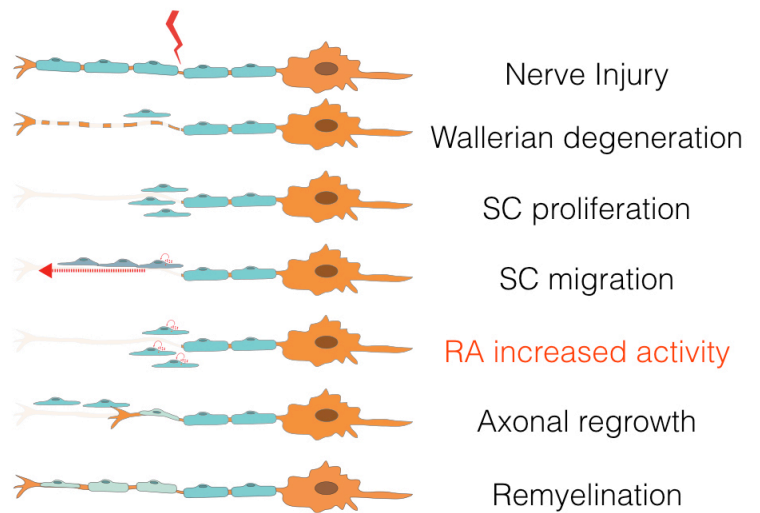 Nerve Injury
Wallerian degeneration
SC proliferation
SC migration
RA increased activity
Axonal regrowth
Remyelination